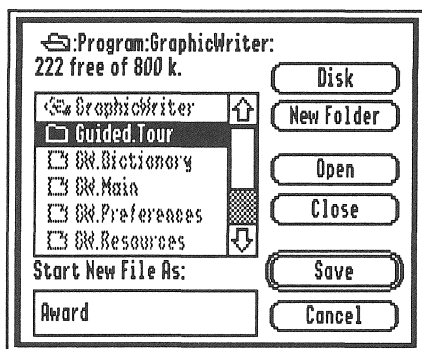 :Program:GraphicWriter:
222 free of 800 k.
GraphicWriter
Guided.Tour
GW.Dictionary
GW.Main
GW.Preferences
GW.Resources
Start New File As:
Award
Disk
New Folder
Open
Close
Save
Cancel